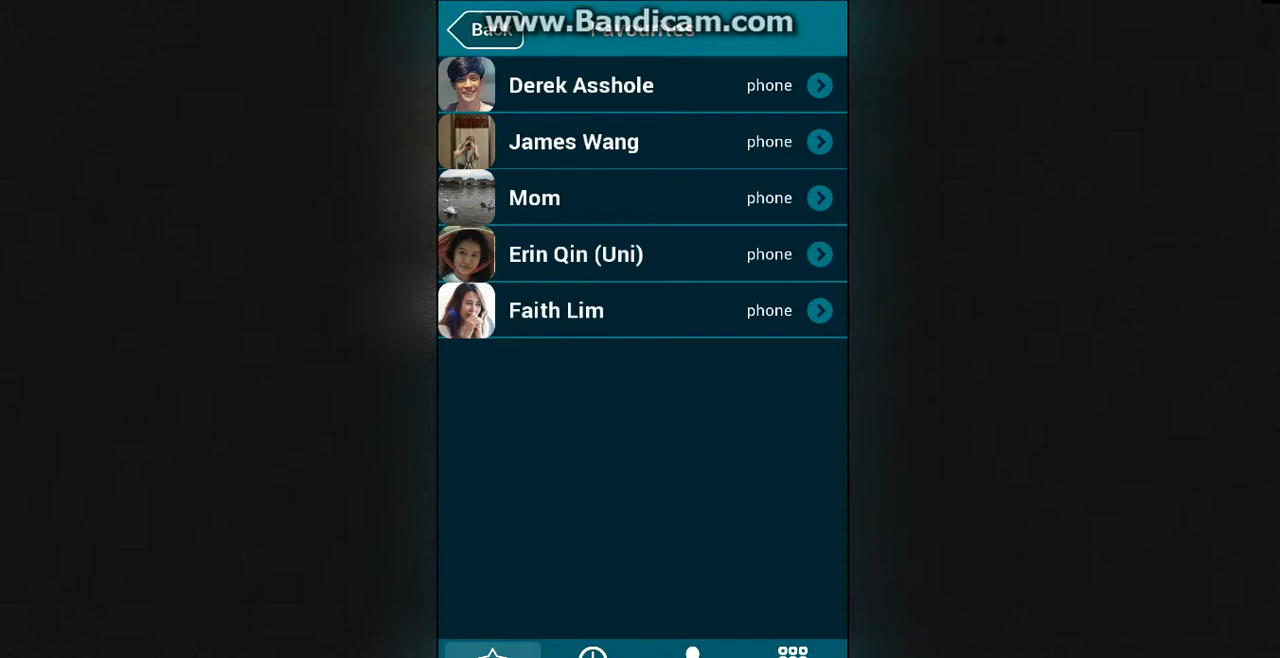 www.Bandicam.com
Back
Favourites
Derek Asshole phone
James Wang phone
Mom phone
Erin Qin (Uni) phone
Faith Lim phone